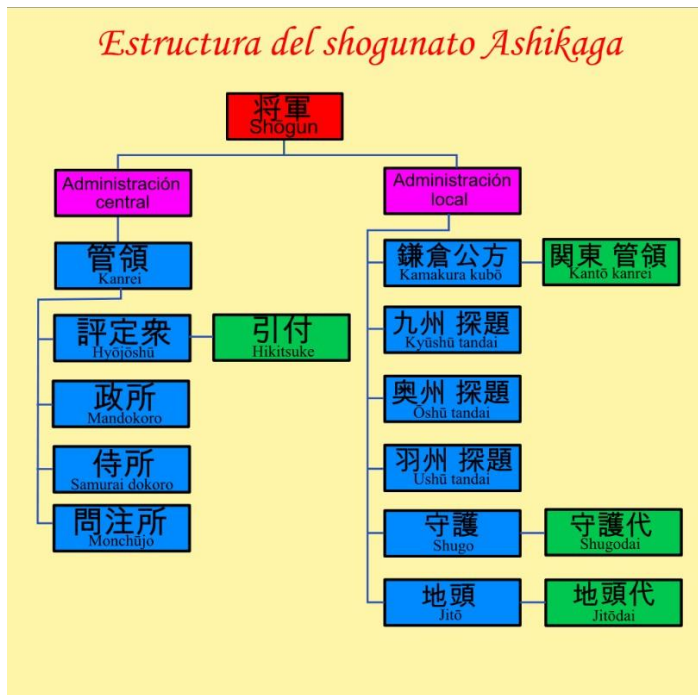 Estructura del shogunato Ashikaga
将軍
Shōgun
Administración
central
管領
Kanrei
評定衆
Hyōjōshū
引付
Hikitsuke
政所
Mandokoro
侍所
Samurai dokoro
問注所
Monchūjo
Administración
local
鎌倉公方
Kamakura kubō
関東 管領
Kantō kanrei
九州 探題
Kyūshū tandai
奥州 探題
Ōshū tandai
羽州 探題
Ushū tandai
守護
Shugo
守護代
Shugodai
地頭
Jitō
地頭代
Jitōdai